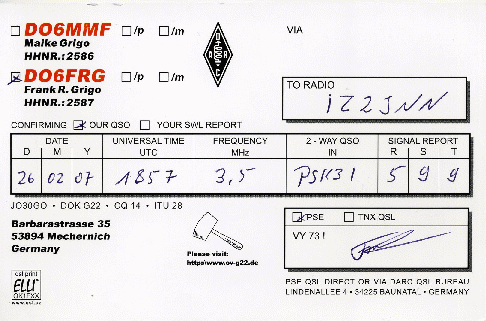 DO6MMF /p /m
Maike Grigo
HHNR.:2586
DO6FRG /p /m
Frank R. Grigo
HHNR.:2587
VIA
TO RADIO
IZ2JNN
CONFIRMING OUR QSO YOUR SWL REPORT
DATE UNIVERSAL TIME FREQUENCY 2 - WAY QSO SIGNAL REPORT
D M Y UTC MHz IN R S T
26 02 07 1857 3,5 PSK31 5 9 9
JO30GO • DOK G22 • CQ 14 • ITU 28
Barbarastrasse 35
53894 Mechernich
Germany
Please visit:
http//www.ov-g22.de
PSE TNX QSL
VY 73 !
PSE QSL DIRECT OR VIA DARC QSL BUREAU
LINDENALLEE 4 • 34225 BAUNATAL • GERMANY
qsl print
ELLI
OK1FXX